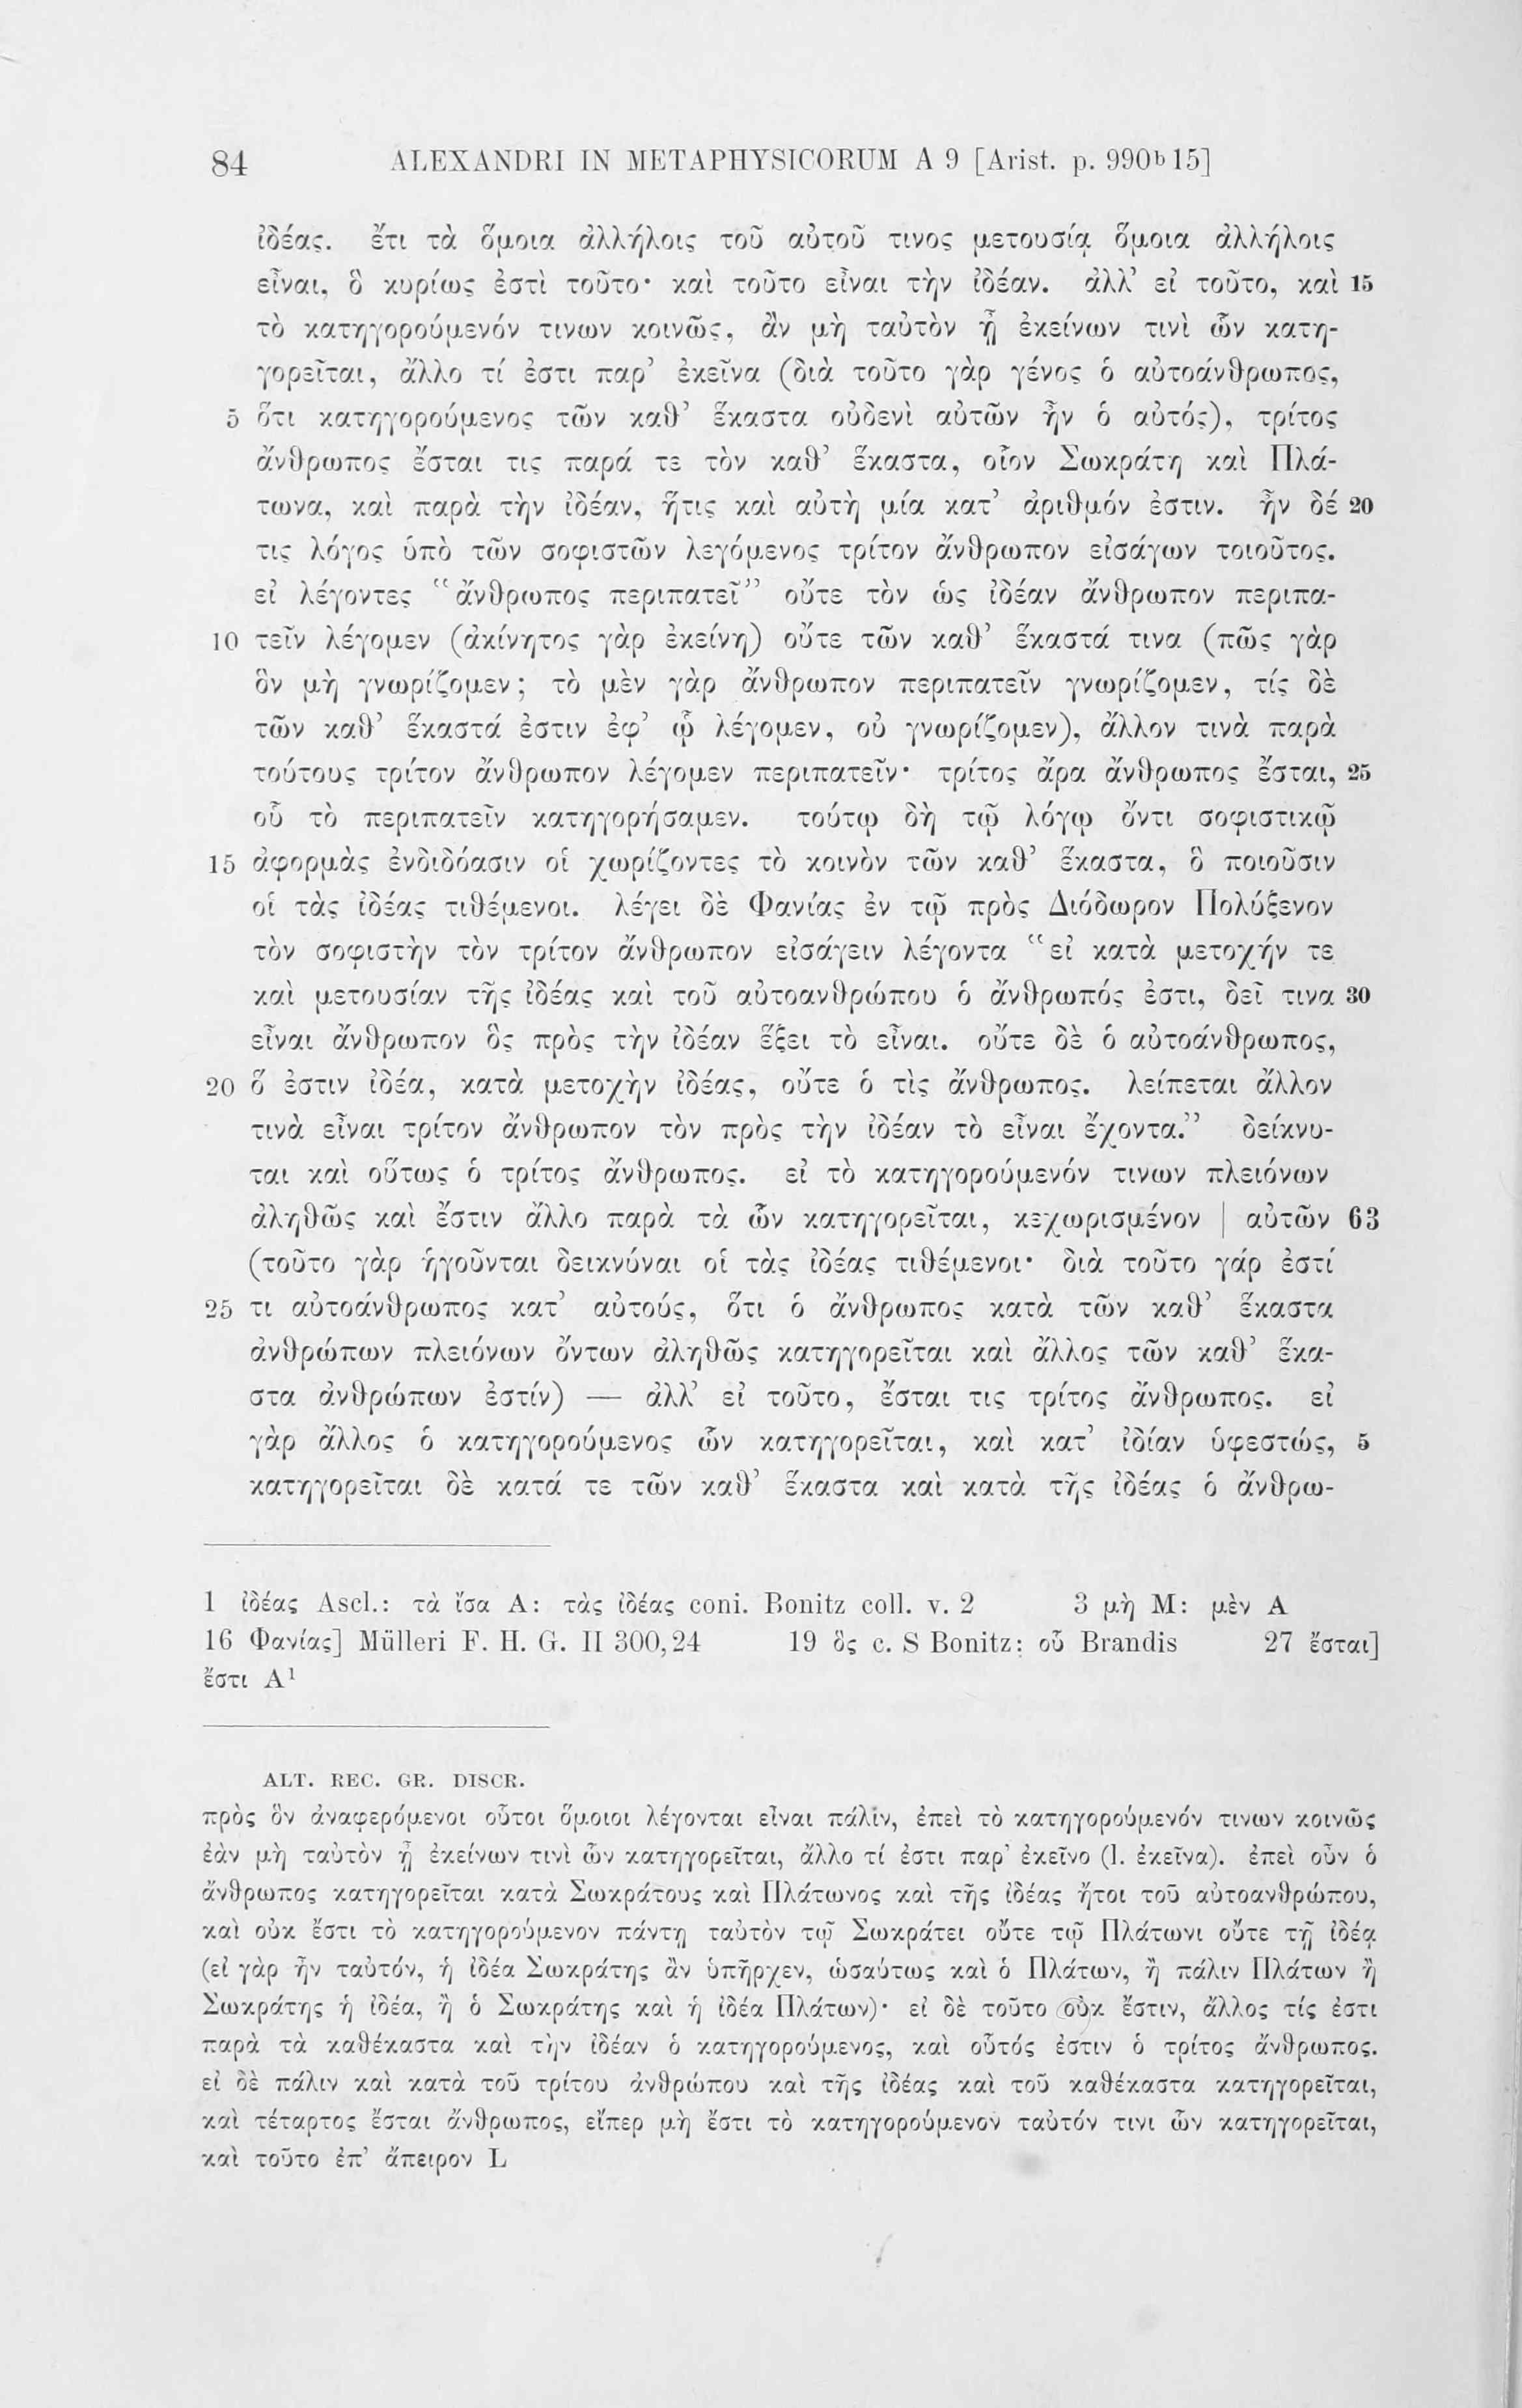 84 ALEXANDRI IN METAPHYSICORUM A 9 [Arist. p. 990b15]
ἰδέας. ἔτι τὰ ὅμοια ἀλλήλοις τοῦ αὐτοῦ τινος μετουσίᾳ ὅμοια ἀλλήλοις
εἶναι, ὃ κυρίως ἐστὶ τοῦτο· καὶ τοῦτο εἶναι τὴν ἰδέαν. ἀλλ’ εἰ τοῦτο, καὶ 15
τὸ κατηγορούμενόν τινων κοινῶς, ἂν μὴ ταὐτὸν ᾖ ἐκείνων τινὶ ὧν κατη-
γορεῖται, ἄλλο τί ἐστι παρ’ ἐκεῖνα (διὰ τοῦτο γὰρ γένος ὁ αὐτοάνθρωπος,
5 ὅτι κατηγορούμενος τῶν καθ’ ἕκαστα οὐδενὶ αὐτῶν ἦν ὁ αὐτός), τρίτος
ἄνθρωπος ἔσται τις παρά τε τὸν καθ’ ἕκαστα, οἷον Σωκράτη καὶ Πλά-
τωνα, καὶ παρὰ τὴν ἰδέαν, ἥτις καὶ αὐτὴ μία κατ’ ἀριθμόν ἐστιν. ἦν δέ 20
τις λόγος ὑπὸ τῶν σοφιστῶν λεγόμενος τρίτον ἄνθρωπον εἰσάγων τοιοῦτος.
εἰ λέγοντες “ἄνθρωπος περιπατεῖ” οὔτε τὸν ὡς ἰδέαν ἄνθρωπον περιπα-
10 τεῖν λέγομεν (ἀκίνητος γὰρ ἐκείνη) οὔτε τῶν καθ’ ἕκαστά τινα (πῶς γὰρ
ὃν μὴ γνωρίζομεν; τὸ μὲν γὰρ ἄνθρωπον περιπατεῖν γνωρίζομεν, τίς δὲ
τῶν καθ’ ἕκαστά ἐστιν ἐφ’ ᾧ λέγομεν, οὐ γνωρίζομεν), ἄλλον τινὰ παρὰ
τούτους τρίτον ἄνθρωπον λέγομεν περιπατεῖν· τρίτος ἄρα ἄνθρωπος ἔσται, 25
οὗ τὸ περιπατεῖν κατηγορήσαμεν. τούτῳ δὴ τῷ λόγῳ ὄντι σοφιστικῷ
15 ἀφορμὰς ἐνδιδόασιν οἱ χωρίζοντες τὸ κοινὸν τῶν καθ’ ἕκαστα, ὃ ποιοῦσιν
οἱ τὰς ἰδέας τιθέμενοι. λέγει δὲ Φανίας ἐν τῷ πρὸς Διόδωρον Πολύξενον
τὸν σοφιστὴν τὸν τρίτον ἄνθρωπον εἰσάγειν λέγοντα “εἰ κατὰ μετοχήν τε
καὶ μετουσίαν τῆς ἰδέας καὶ τοῦ αὐτοανθρώπου ὁ ἄνθρωπός ἐστι, δεῖ τινα 30
εἶναι ἄνθρωπον ὃς πρὸς τὴν ἰδέαν ἕξει τὸ εἶναι. οὔτε δὲ ὁ αὐτοάνθρωπος,
20 ὅ ἐστιν ἰδέα, κατὰ μετοχὴν ἰδέας, οὔτε ὁ τὶς ἄνθρωπος. λείπεται ἄλλον
τινὰ εἶναι τρίτον ἄνθρωπον τὸν πρὸς τὴν ἰδέαν τὸ εἶναι ἔχοντα.” δείκνυ-
ται καὶ οὕτως ὁ τρίτος ἄνθρωπος. εἰ τὸ κατηγορούμενόν τινων πλειόνων
ἀληθῶς καὶ ἔστιν ἄλλο παρὰ τὰ ὧν κατηγορεῖται, κεχωρισμένον | αὐτῶν 63
(τοῦτο γὰρ ἡγοῦνται δεικνύναι οἱ τὰς ἰδέας τιθέμενοι· διὰ τοῦτο γάρ ἐστί
25 τι αὐτοάνθρωπος κατ’ αὐτούς, ὅτι ὁ ἄνθρωπος κατὰ τῶν καθ’ ἕκαστα
ἀνθρώπων πλειόνων ὄντων ἀληθῶς κατηγορεῖται καὶ ἄλλος τῶν καθ’ ἕκα-
στα ἀνθρώπων ἐστίν) — ἀλλ’ εἰ τοῦτο, ἔσται τις τρίτος ἄνθρωπος. εἰ
γὰρ ἄλλος ὁ κατηγορούμενος ὧν κατηγορεῖται, καὶ κατ’ ἰδίαν ὑφεστώς, 5
κατηγορεῖται δὲ κατά τε τῶν καθ’ ἕκαστα καὶ κατὰ τῆς ἰδέας ὁ ἄνθρω-
1 ἰδέας Ascl.: τὰ ἴσα A: τὰς ἰδέας coni. Bonitz coll. v. 2 3 μὴ M: μὲν A
16 Φανίας] Mülleri F. H. G. II 300,24 19 ὃς c. S Bonitz: οὗ Brandis 27 ἔσται]
ἔστι A1
ALT. REC. GR. DISCR.
πρὸς ὃν ἀναφερόμενοι οὗτοι ὅμοιοι λέγονται εἶναι πάλιν, ἐπεὶ τὸ κατηγορούμενόν τινων κοινῶς
ἐὰν μὴ ταὐτὸν ᾖ ἐκείνων τινὶ ὧν κατηγορεῖται, ἄλλο τί ἐστι παρ’ ἐκεῖνο (l. ἐκεῖνα). ἐπεὶ οὖν ὁ
ἄνθρωπος κατηγορεῖται κατὰ Σωκράτους καὶ Πλάτωνος καὶ τῆς ἰδέας ἤτοι τοῦ αὐτοανθρώπου,
καὶ οὐκ ἔστι τὸ κατηγορούμενον πάντῃ ταὐτὸν τῷ Σωκράτει οὔτε τῷ Πλάτωνι οὔτε τῇ ἰδέᾳ
(εἰ γὰρ ἦν ταὐτόν, ἡ ἰδέα Σωκράτης ἂν ὑπῆρχεν, ὡσαύτως καὶ ὁ Πλάτων, ἢ πάλιν Πλάτων ἢ
Σωκράτης ἡ ἰδέα, ἢ ὁ Σωκράτης καὶ ἡ ἰδέα Πλάτων)· εἰ δὲ τοῦτο οὐκ ἔστιν, ἄλλος τίς ἐστι
παρὰ τὰ καθέκαστα καὶ τὴν ἰδέαν ὁ κατηγορούμενος, καὶ οὗτός ἐστιν ὁ τρίτος ἄνθρωπος.
εἰ δὲ πάλιν καὶ κατὰ τοῦ τρίτου ἀνθρώπου καὶ τῆς ἰδέας καὶ τοῦ καθέκαστα κατηγορεῖται,
καὶ τέταρτος ἔσται ἄνθρωπος, εἴπερ μὴ ἔστι τὸ κατηγορούμενον ταὐτόν τινι ὧν κατηγορεῖται,
καὶ τοῦτο ἐπ’ ἄπειρον L